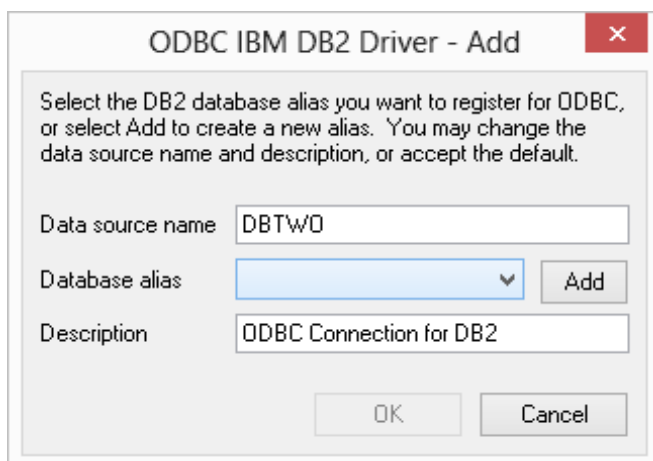 ODBC IBM DB2 Driver - Add
Select the DB2 database alias you want to register for ODBC,
or select Add to create a new alias.  You may change the
data source name and description, or accept the default.
Data source name DBTWO
Database alias Add
Description ODBC Connection for DB2
OK Cancel